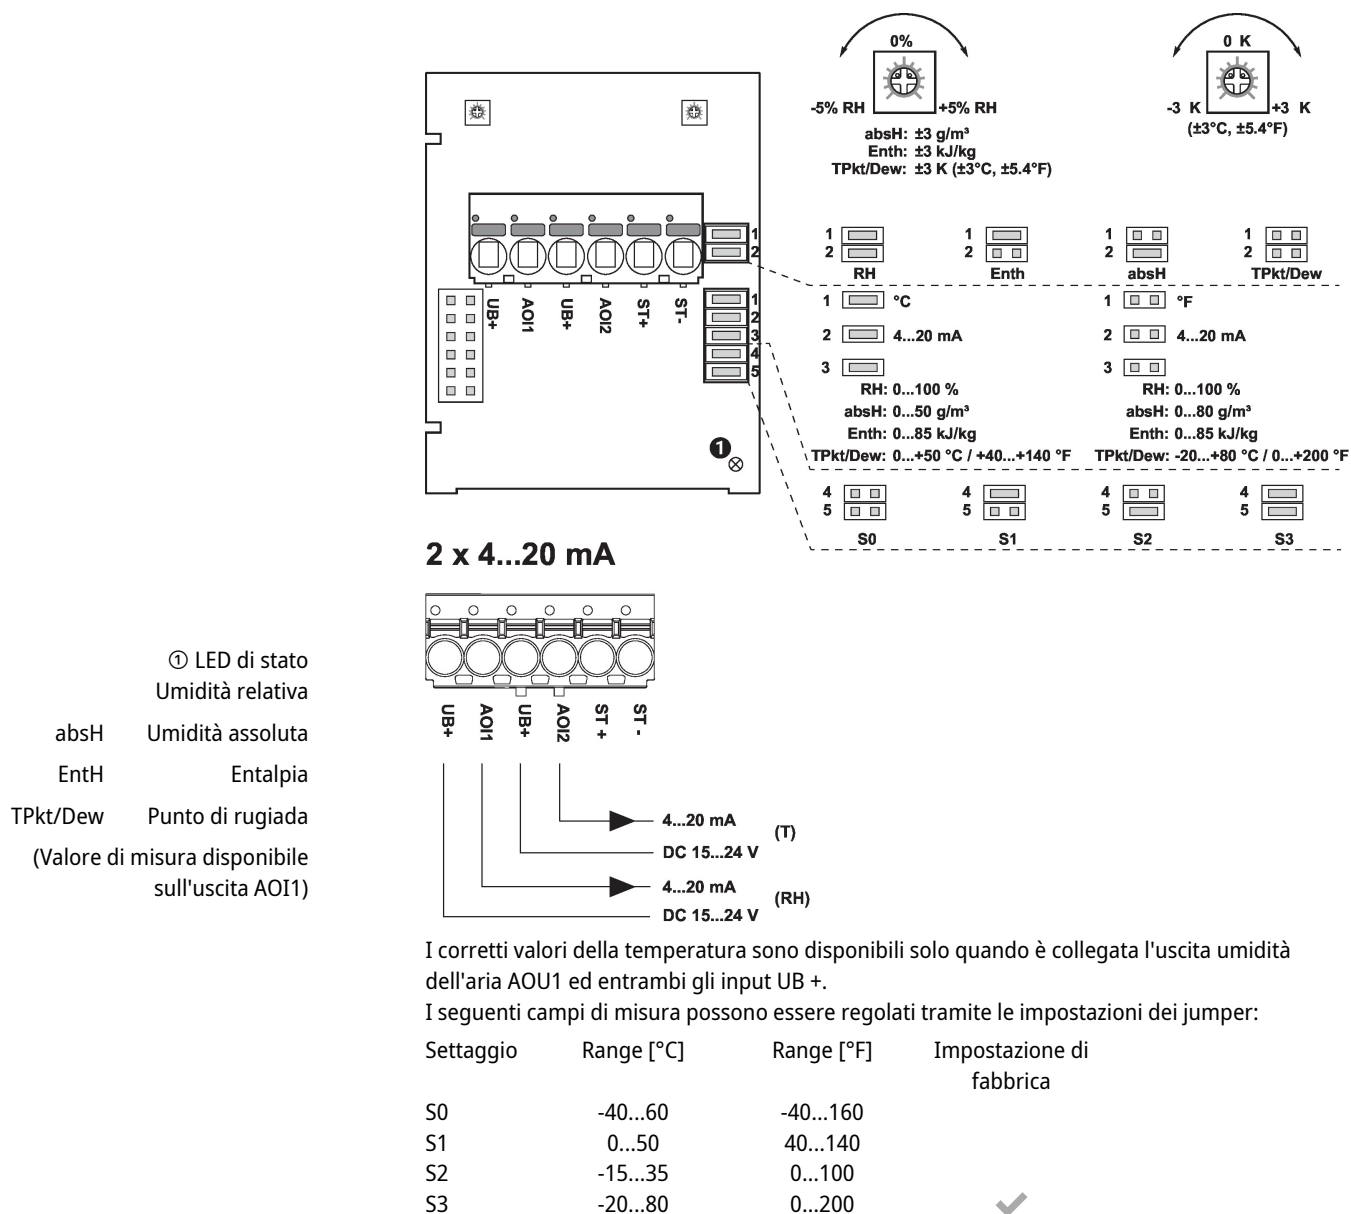 0%
-5% RH +5% RH
absH: ±3 g/m³
Enth: ±3 kJ/kg
TPkt/Dew: ±3 K (±3°C, ±5.4°F)
0 K
-3 K +3 K
(±3°C, ±5.4°F)
1
2
UB+ AOI1 UB+ AOI2 ST+ ST-
1
2
3
4
5
1
2
RH
1
2
Enth
1
2
absH
1
2
TPkt/Dew
1 °C
2 4...20 mA
3
RH: 0...100 %
absH: 0...50 g/m³
Enth: 0...85 kJ/kg
TPkt/Dew: 0...+50 °C / +40...+140 °F
1 °F
2 4...20 mA
3
RH: 0...100 %
absH: 0...80 g/m³
Enth: 0...85 kJ/kg
TPkt/Dew: -20...+80 °C / 0...+200 °F
4
5
S0
4
5
S1
4
5
S2
4
5
S3
❶
2 x 4...20 mA
UB+ AOI1 UB+ AOI2 ST + ST -
4...20 mA
(T)
DC 15...24 V
4...20 mA
(RH)
DC 15...24 V
① LED di stato
Umidità relativa
absH Umidità assoluta
EntH Entalpia
TPkt/Dew Punto di rugiada
(Valore di misura disponibile
sull'uscita AOI1)
I corretti valori della temperatura sono disponibili solo quando è collegata l'uscita umidità
dell'aria AOU1 ed entrambi gli input UB +.
I seguenti campi di misura possono essere regolati tramite le impostazioni dei jumper:
Settaggio Range [°C] Range [°F] Impostazione di
fabbrica
S0 -40...60 -40...160
S1 0...50 40...140
S2 -15...35 0...100
S3 -20...80 0...200 ✔